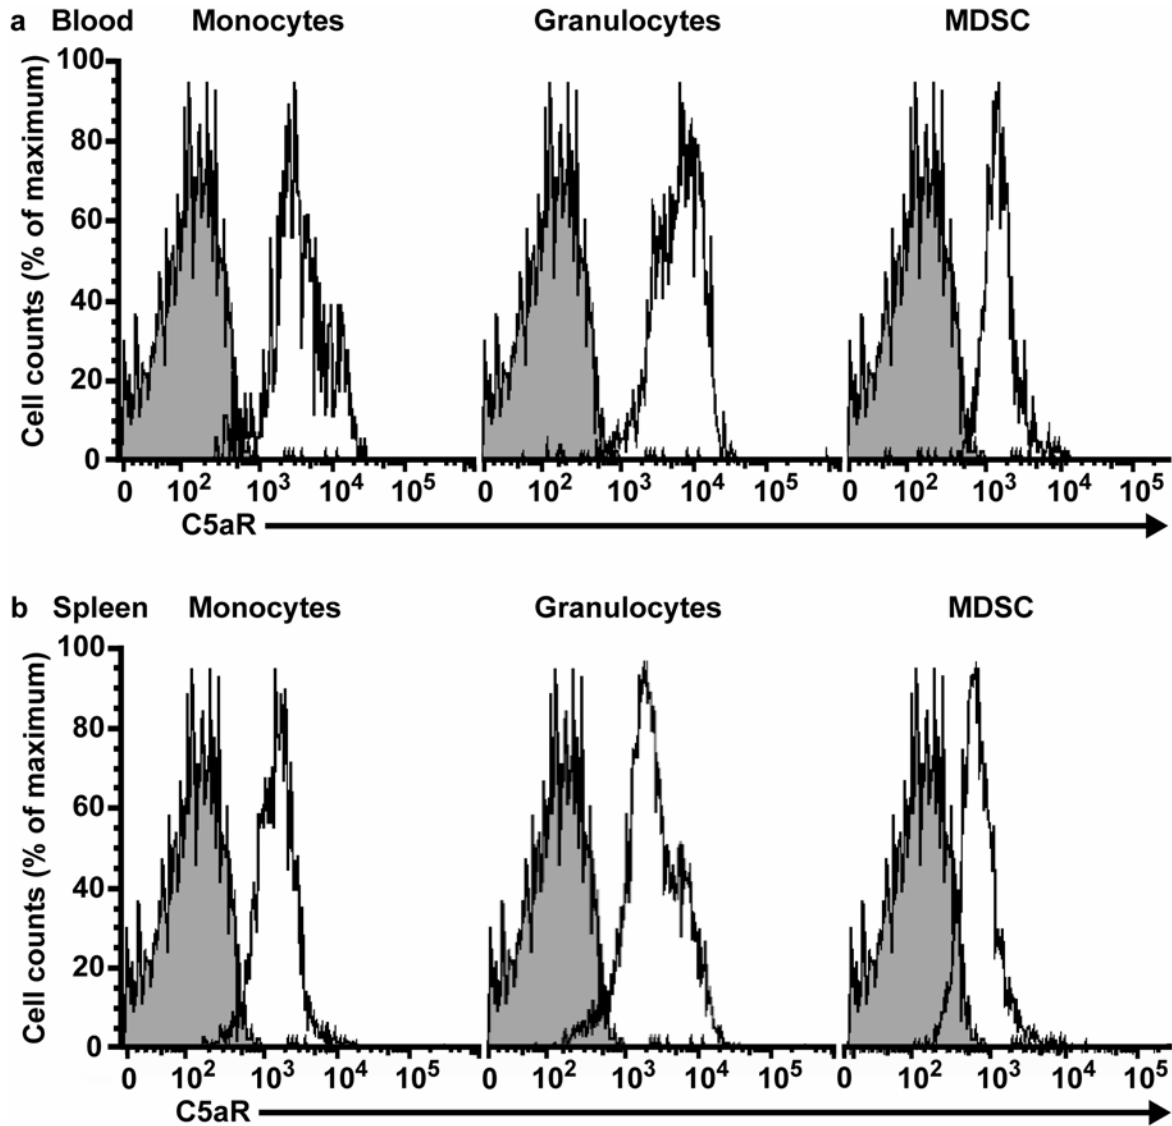 a Blood Monocytes Granulocytes MDSC
Cell counts (% of maximum)
100
80
60
40
20
0
0 10² 10³ 10⁴ 10⁵ 0 10² 10³ 10⁴ 10⁵ 0 10² 10³ 10⁴ 10⁵
C5aR
b Spleen Monocytes Granulocytes MDSC
Cell counts (% of maximum)
100
80
60
40
20
0
0 10² 10³ 10⁴ 10⁵ 0 10² 10³ 10⁴ 10⁵ 0 10² 10³ 10⁴ 10⁵
C5aR